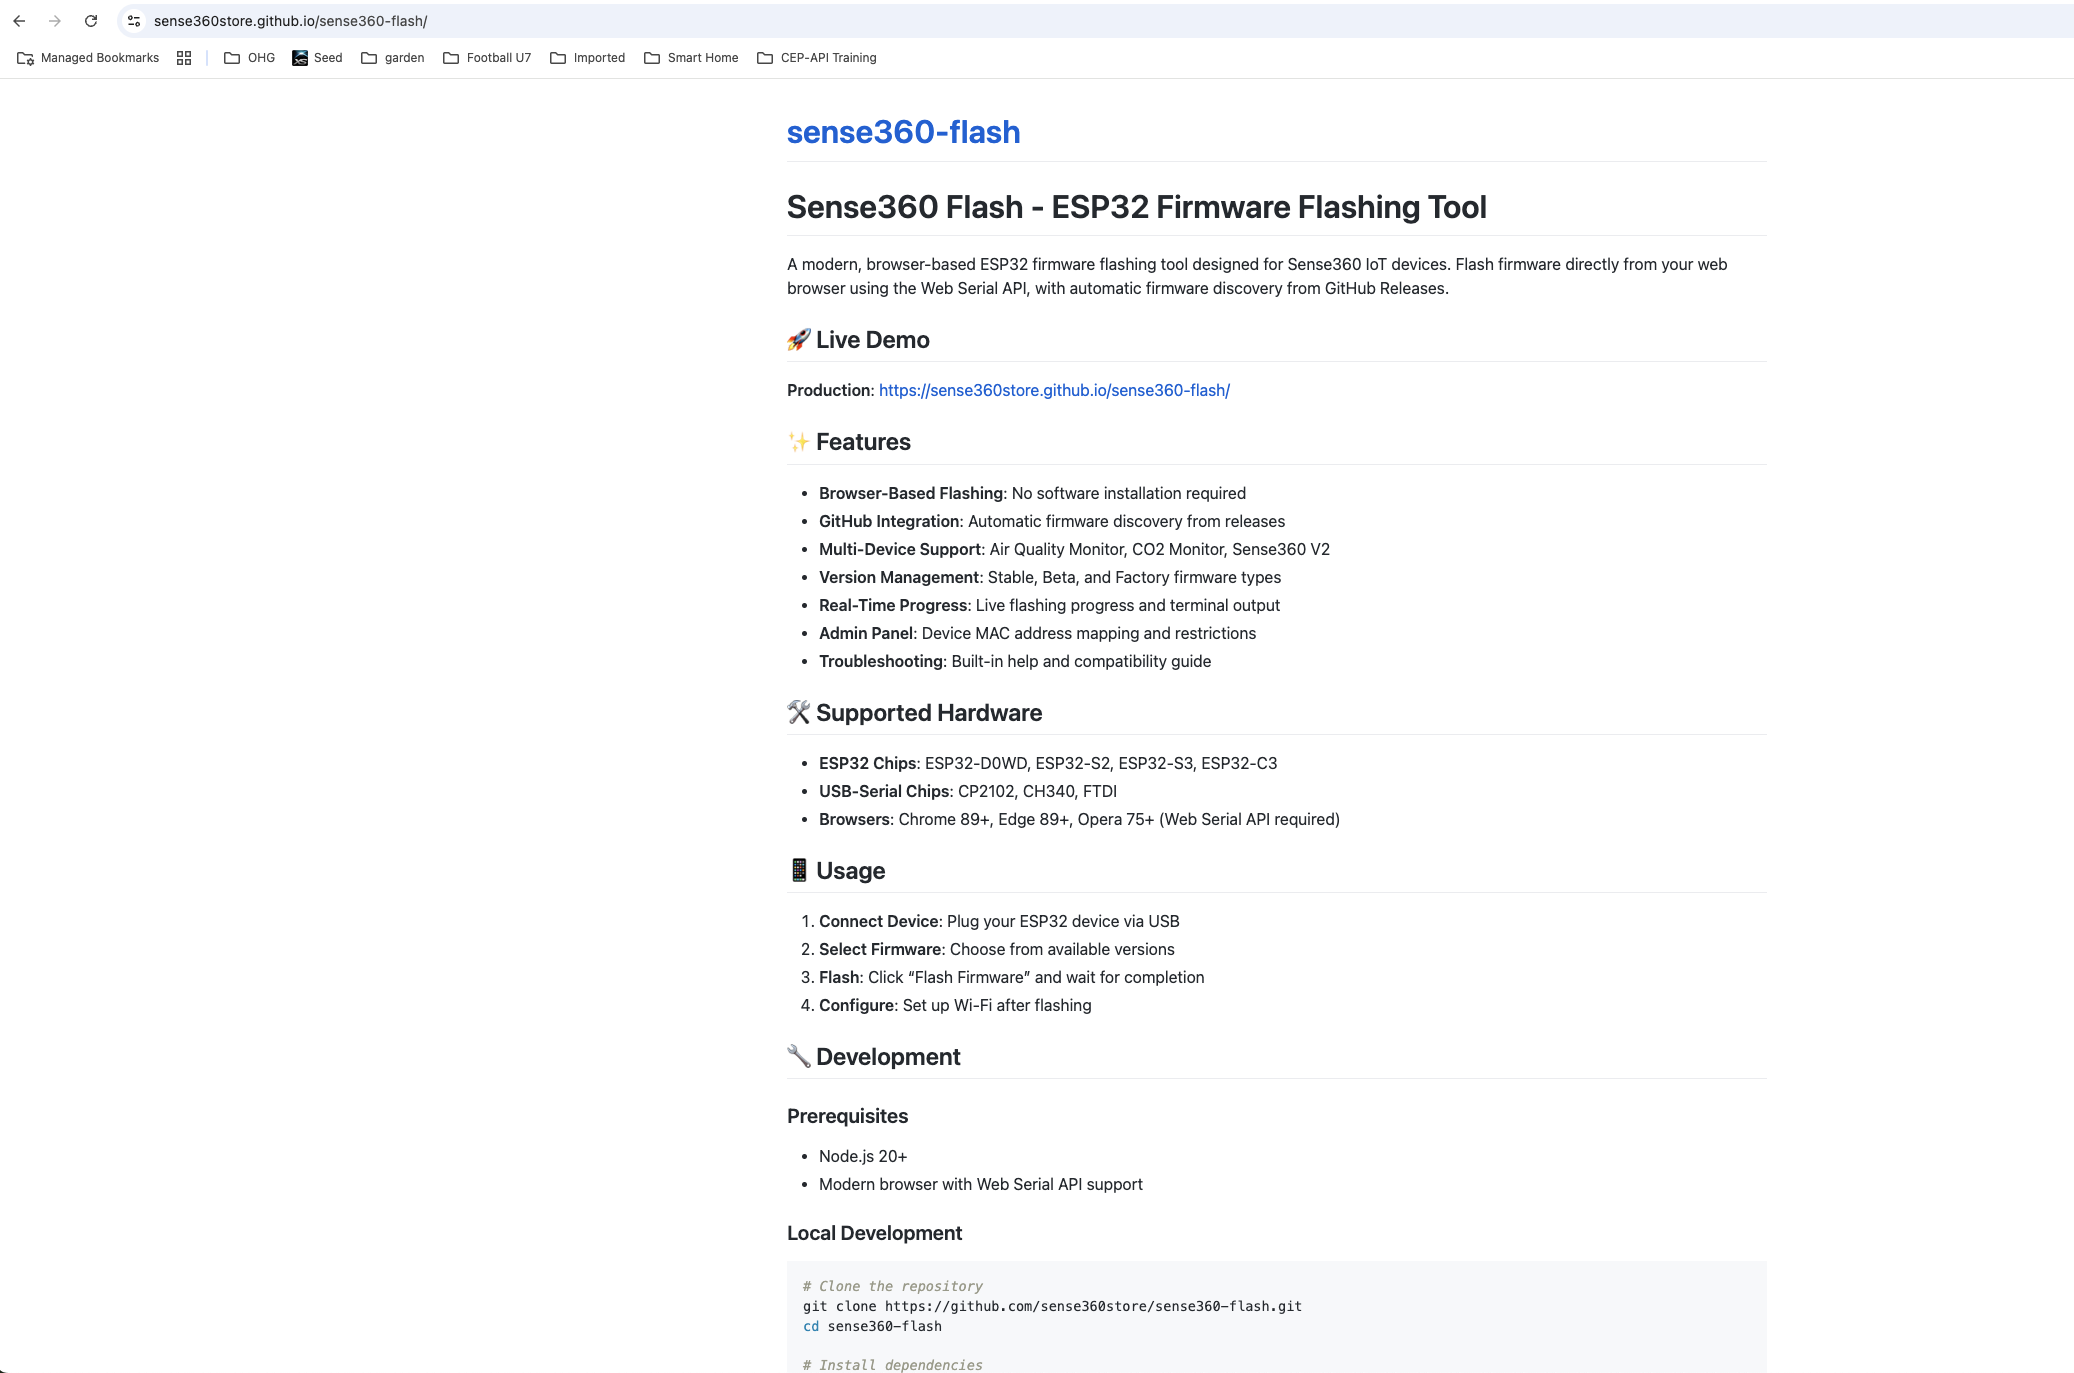 sense360store.github.io/sense360-flash/
Managed Bookmarks OHG Seed garden Football U7 Imported Smart Home CEP-API Training
sense360-flash
Sense360 Flash - ESP32 Firmware Flashing Tool
A modern, browser-based ESP32 firmware flashing tool designed for Sense360 IoT devices. Flash firmware directly from your web
browser using the Web Serial API, with automatic firmware discovery from GitHub Releases.
🚀 Live Demo
Production: https://sense360store.github.io/sense360-flash/
✨ Features
• Browser-Based Flashing: No software installation required
• GitHub Integration: Automatic firmware discovery from releases
• Multi-Device Support: Air Quality Monitor, CO2 Monitor, Sense360 V2
• Version Management: Stable, Beta, and Factory firmware types
• Real-Time Progress: Live flashing progress and terminal output
• Admin Panel: Device MAC address mapping and restrictions
• Troubleshooting: Built-in help and compatibility guide
🛠 Supported Hardware
• ESP32 Chips: ESP32-D0WD, ESP32-S2, ESP32-S3, ESP32-C3
• USB-Serial Chips: CP2102, CH340, FTDI
• Browsers: Chrome 89+, Edge 89+, Opera 75+ (Web Serial API required)
📱 Usage
1. Connect Device: Plug your ESP32 device via USB
2. Select Firmware: Choose from available versions
3. Flash: Click “Flash Firmware” and wait for completion
4. Configure: Set up Wi-Fi after flashing
🔧 Development
Prerequisites
• Node.js 20+
• Modern browser with Web Serial API support
Local Development
# Clone the repository
git clone https://github.com/sense360store/sense360-flash.git
cd sense360-flash
# Install dependencies